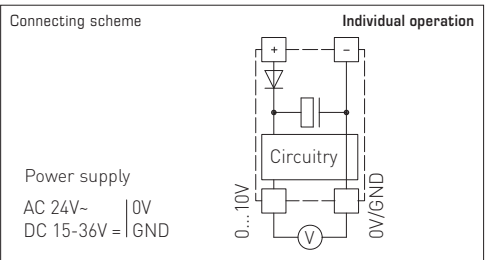 Connecting scheme
Individual operation
+ −
Circuitry
Power supply
AC 24V~ | 0V
DC 15-36V = | GND
0...10V
0V/GND
V